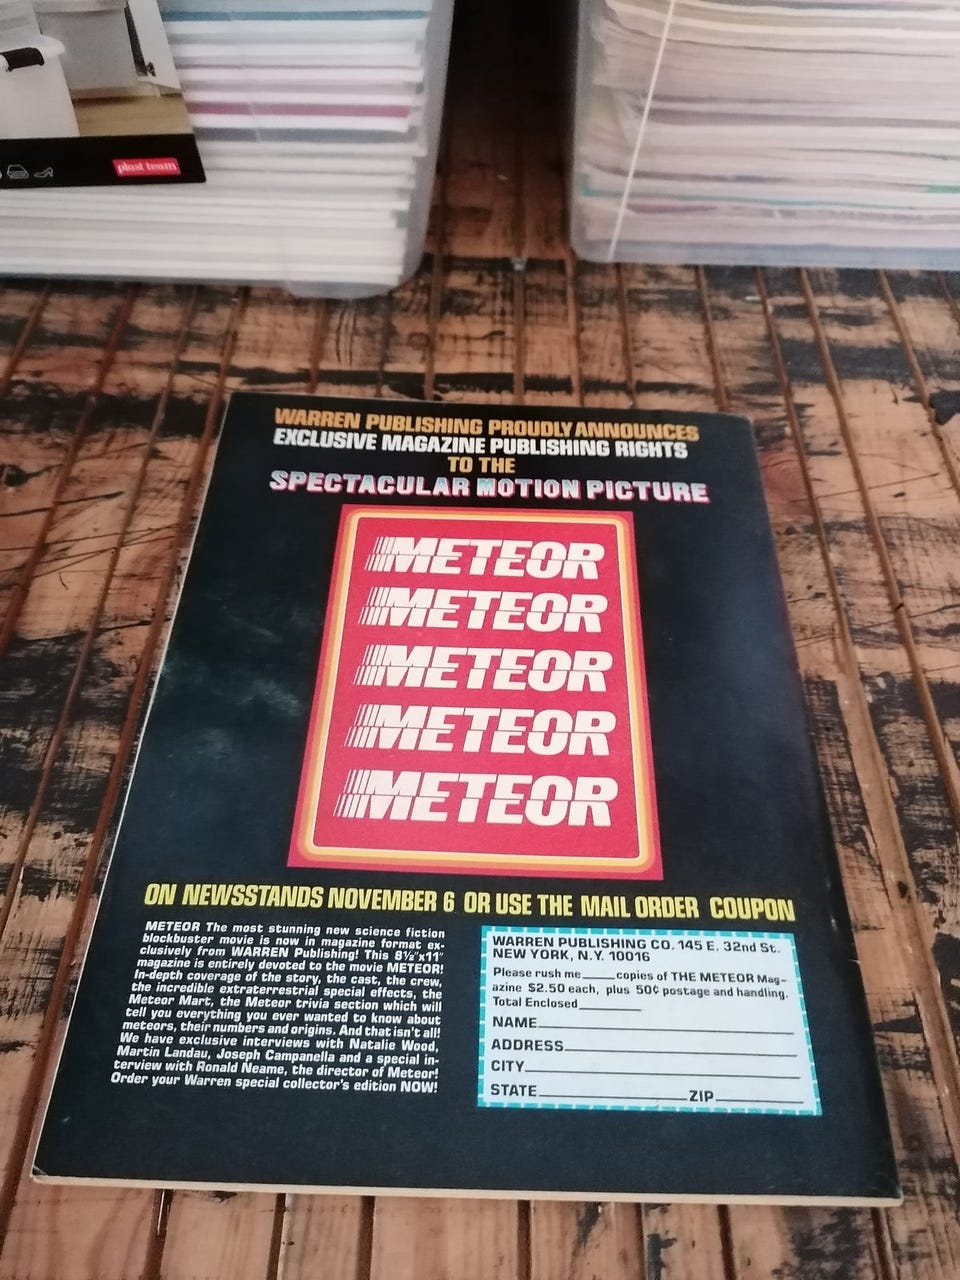 plast team
WARREN PUBLISHING PROUDLY ANNOUNCES
EXCLUSIVE MAGAZINE PUBLISHING RIGHTS
TO THE
SPECTACULAR MOTION PICTURE
METEOR
METEOR
METEOR
METEOR
METEOR
ON NEWSSTANDS NOVEMBER 6 OR USE THE MAIL ORDER COUPON
METEOR The most stunning new science fiction
blockbuster movie is now in magazine format ex-
clusively from WARREN Publishing! This 8½"x11"
magazine is entirely devoted to the movie METEOR!
In-depth coverage of the story, the cast, the crew,
the incredible extraterrestrial special effects, the
Meteor Mart, the Meteor trivia section which will
tell you everything you ever wanted to know about
meteors, their numbers and origins. And that isn't all!
We have exclusive interviews with Natalie Wood,
Martin Landau, Joseph Campanella and a special in-
terview with Ronald Neame, the director of Meteor!
Order your Warren special collector's edition NOW!
WARREN PUBLISHING CO. 145 E. 32nd St.
NEW YORK, N.Y. 10016
Please rush me ____ copies of THE METEOR Mag-
azine $2.50 each, plus 50¢ postage and handling.
Total Enclosed
NAME
ADDRESS
CITY
STATE ZIP